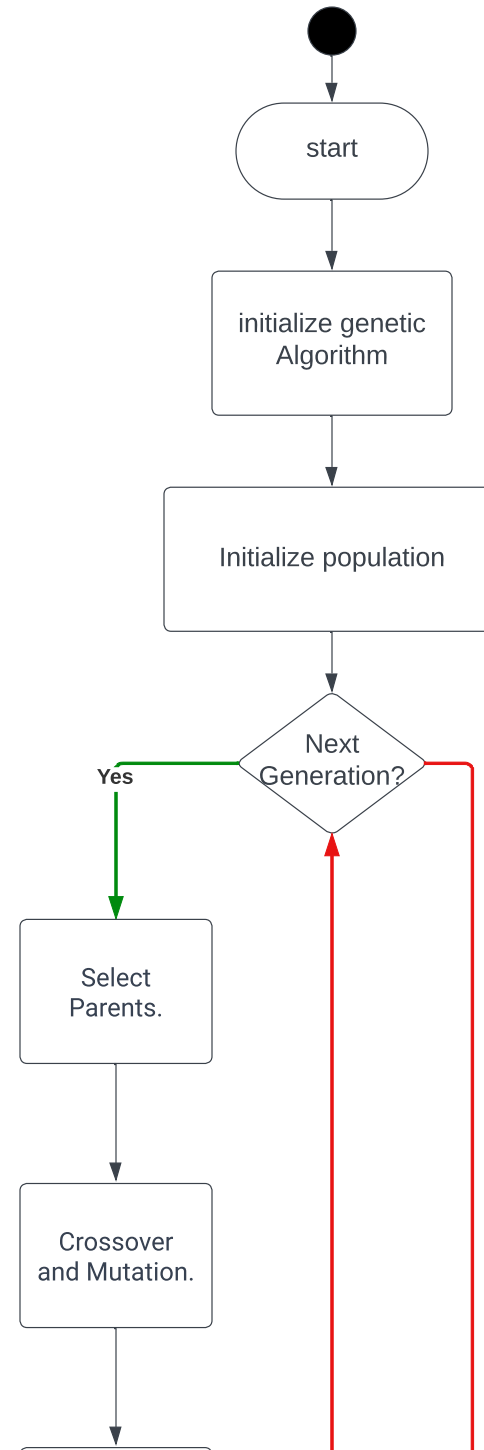 start
initialize genetic
Algorithm
Initialize population
Next
Generation?
Yes
Select
Parents.
Crossover
and Mutation.